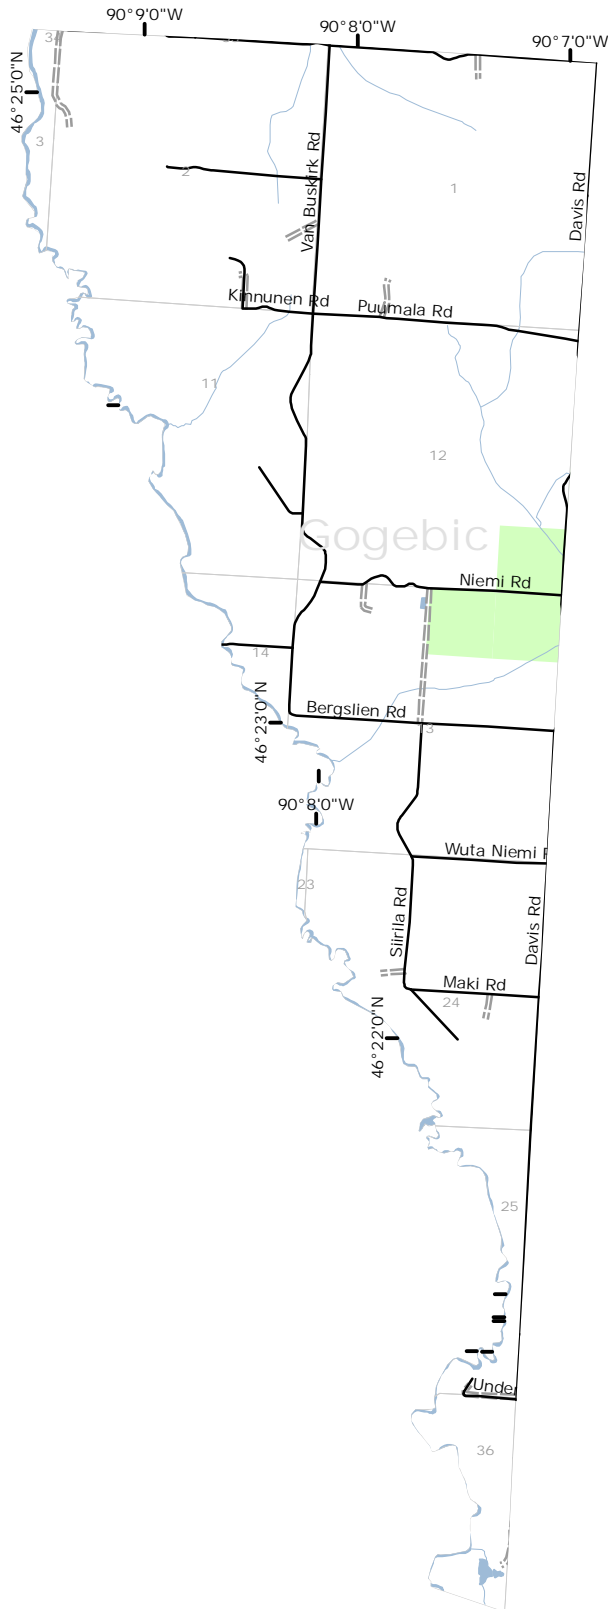 90°9'0"W
90°8'0"W
90°7'0"W
46°25'0"N
3
2
1
Van Buskirk Rd
Davis Rd
Kinnunen Rd
Puumala Rd
11
12
Gogebic
Niemi Rd
14
46°23'0"N
Bergslien Rd
90°8'0"W
Wuta Niemi
23
Siirila Rd
Davis Rd
Maki Rd
24
46°22'0"N
25
Unde
36